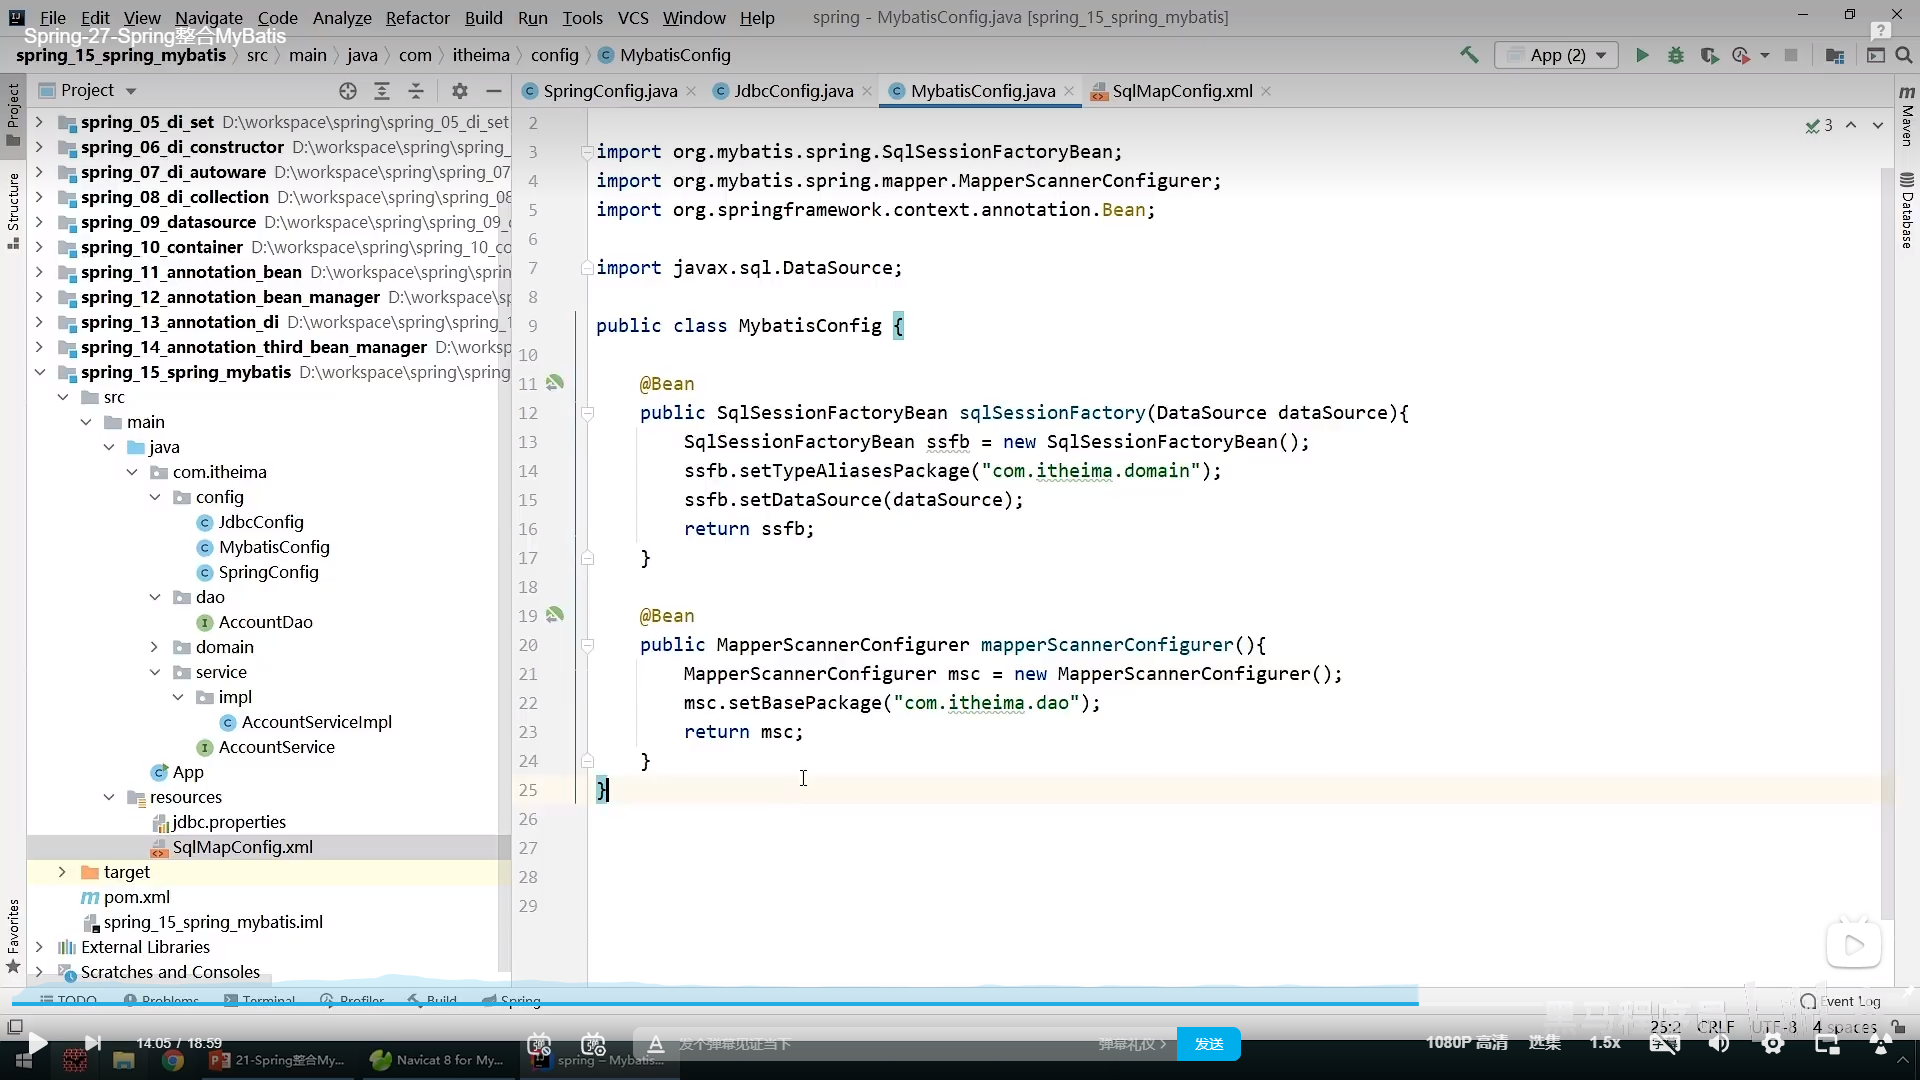 File Edit View Navigate Code Analyze Refactor Build Run Tools VCS Window Help spring - MybatisConfig.java [spring_15_spring_mybatis]
Spring-27-Spring整合MyBatis
spring_15_spring_mybatis src main java com itheima config MybatisConfig App (2)
Project
SpringConfig.java JdbcConfig.java MybatisConfig.java SqlMapConfig.xml
Project
Structure
Favorites
Maven
Database
3
spring_05_di_set D:\workspace\spring\spring_05_di_set
spring_06_di_constructor D:\workspace\spring\spring_
spring_07_di_autoware D:\workspace\spring\spring_07
spring_08_di_collection D:\workspace\spring\spring_08
spring_09_datasource D:\workspace\spring\spring_09_
spring_10_container D:\workspace\spring\spring_10_co
spring_11_annotation_bean D:\workspace\spring\sprin
spring_12_annotation_bean_manager D:\workspace\sp
spring_13_annotation_di D:\workspace\spring\spring_1
spring_14_annotation_third_bean_manager D:\worksp
spring_15_spring_mybatis D:\workspace\spring\spring
src
main
java
com.itheima
config
JdbcConfig
MybatisConfig
SpringConfig
dao
AccountDao
domain
service
impl
AccountServiceImpl
AccountService
App
resources
jdbc.properties
SqlMapConfig.xml
target
pom.xml
spring_15_spring_mybatis.iml
External Libraries
Scratches and Consoles
2
3 import org.mybatis.spring.SqlSessionFactoryBean;
4 import org.mybatis.spring.mapper.MapperScannerConfigurer;
5 import org.springframework.context.annotation.Bean;
6
7 import javax.sql.DataSource;
8
9 public class MybatisConfig {
10
11 @Bean
12 public SqlSessionFactoryBean sqlSessionFactory(DataSource dataSource){
13 SqlSessionFactoryBean ssfb = new SqlSessionFactoryBean();
14 ssfb.setTypeAliasesPackage("com.itheima.domain");
15 ssfb.setDataSource(dataSource);
16 return ssfb;
17 }
18
19 @Bean
20 public MapperScannerConfigurer mapperScannerConfigurer(){
21 MapperScannerConfigurer msc = new MapperScannerConfigurer();
22 msc.setBasePackage("com.itheima.dao");
23 return msc;
24 }
25 }
26
27
28
29
TODO Problems Terminal Profiler Build Spring Event Log
25:2 CRLF UTF-8 4 spaces
14:05 / 18:59 发个弹幕见证当下 弹幕礼仪 发送 1080P 高清 选集 1.5x
21-Spring整合My... Navicat 8 for My... spring – Mybatis...